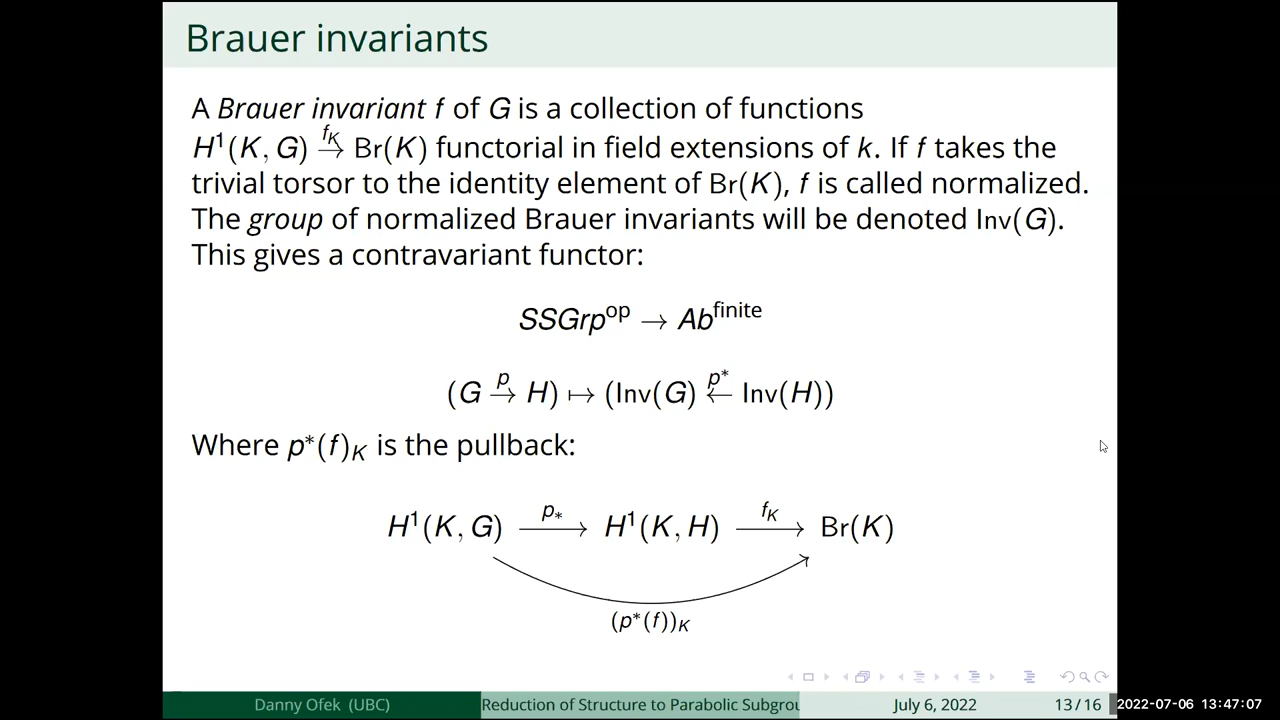 Brauer invariants
A Brauer invariant f of G is a collection of functions
H¹(K, G) →^{f_K} Br(K) functorial in field extensions of k. If f takes the
trivial torsor to the identity element of Br(K), f is called normalized.
The group of normalized Brauer invariants will be denoted Inv(G).
This gives a contravariant functor:
SSGrp^{op} → Ab^{finite}
(G →^{p} H) ↦ (Inv(G) ←^{p*} Inv(H))
Where p*(f)_K is the pullback:
H¹(K, G) →^{p_*} H¹(K, H) →^{f_K} Br(K)
(p*(f))_K
Danny Ofek (UBC) Reduction of Structure to Parabolic Subgrou July 6, 2022 13 / 16 2022-07-06 13:47:07